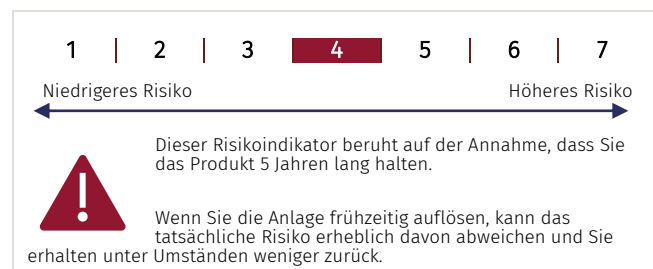 1 2 3 4 5 6 7
Niedrigeres Risiko Höheres Risiko
Dieser Risikoindikator beruht auf der Annahme, dass Sie
das Produkt 5 Jahren lang halten.
Wenn Sie die Anlage frühzeitig auflösen, kann das
tatsächliche Risiko erheblich davon abweichen und Sie
erhalten unter Umständen weniger zurück.